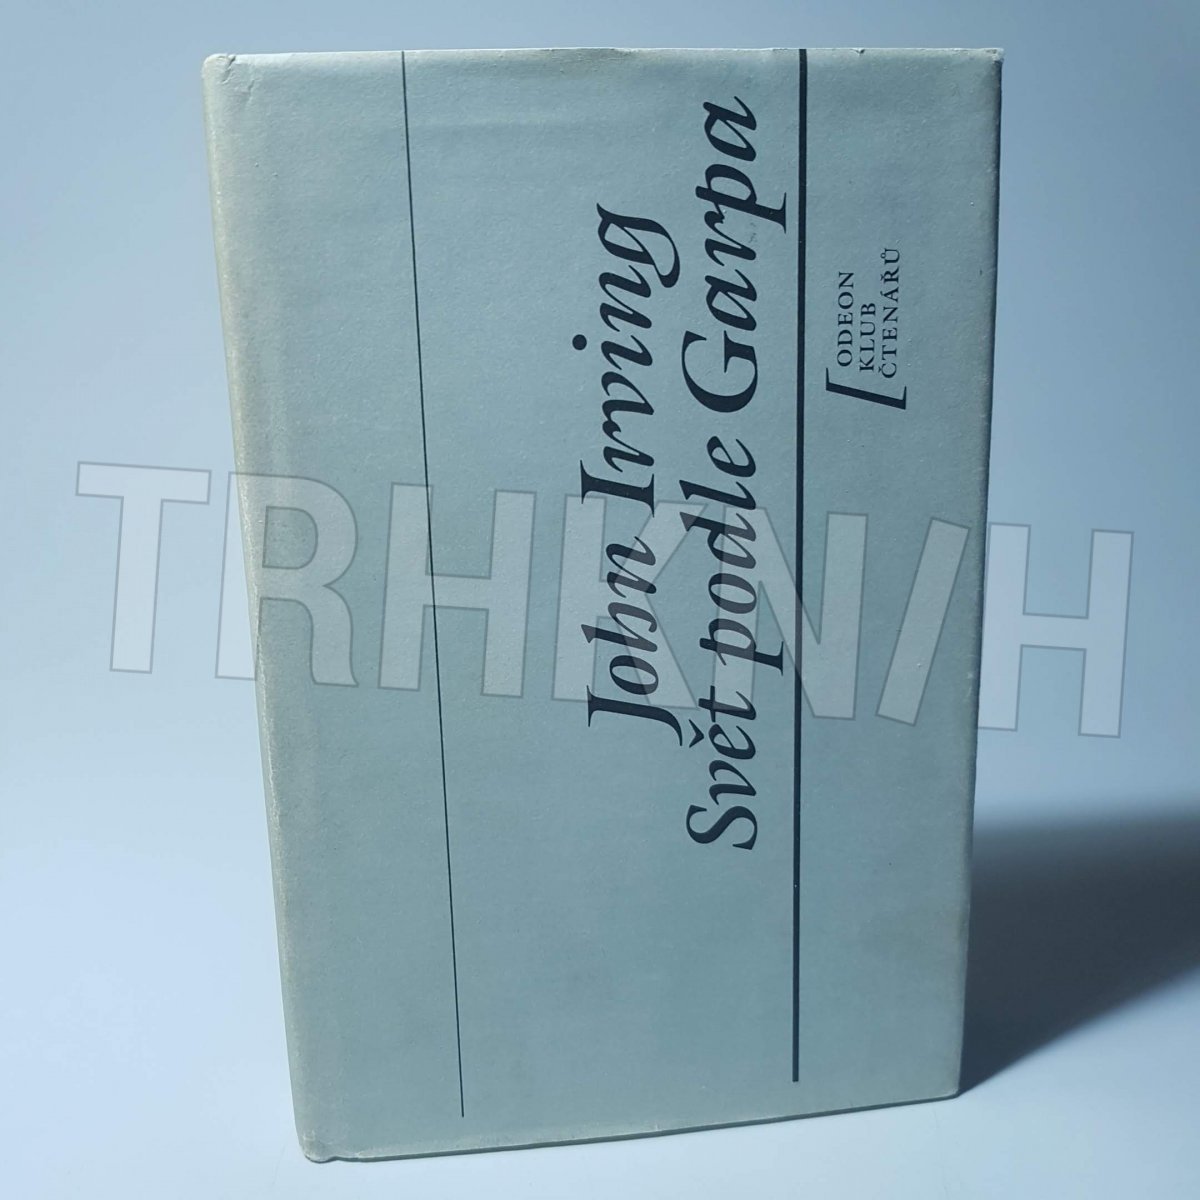 John Irving
Svět podle Garpa
ODEON
KLUB
ČTENÁŘŮ
TRHKNIH